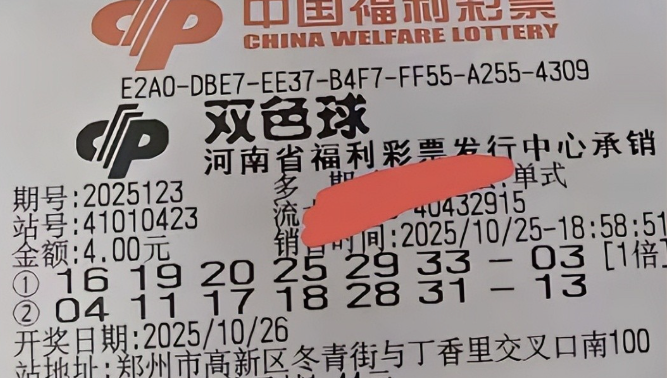 中国福利彩票
CHINA WELFARE LOTTERY
E2A0-DBE7-EE37-B4F7-FF55-A255-4309
双色球
河南省福利彩票发行中心承销
期号:2025123 多 期 单式
站号:41010423 流 40432915
金额:4.00元 销售时间:2025/10/25-18:58:51
① 16 19 20 25 29 33 - 03 [1倍]
② 04 11 17 18 28 31 - 13
开奖日期:2025/10/26
站地址:郑州市高新区冬青街与丁香里交叉口南100